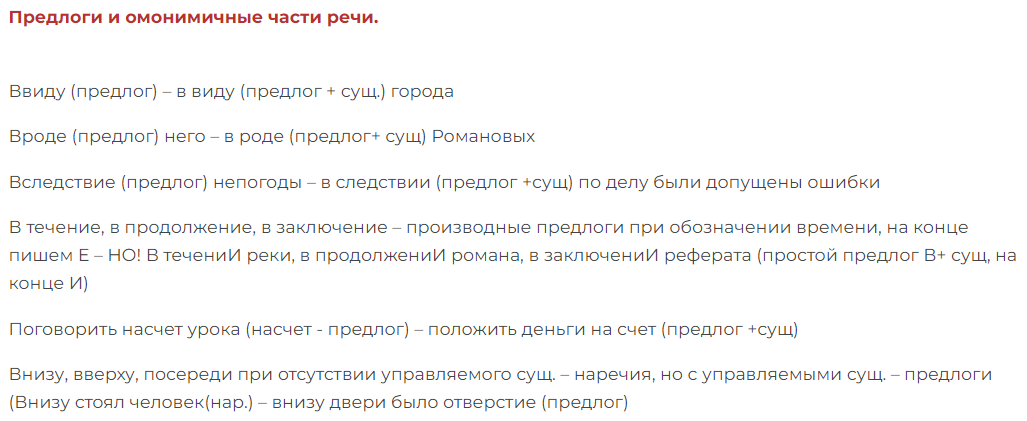 Предлоги и омонимичные части речи.
Ввиду (предлог) – в виду (предлог + сущ.) города
Вроде (предлог) него – в роде (предлог+ сущ) Романовых
Вследствие (предлог) непогоды – в следствии (предлог +сущ) по делу были допущены ошибки
В течение, в продолжение, в заключение – производные предлоги при обозначении времени, на конце
пишем Е – НО! В течениИ реки, в продолжениИ романа, в заключениИ реферата (простой предлог В+ сущ, на
конце И)
Поговорить насчет урока (насчет - предлог) – положить деньги на счет (предлог +сущ)
Внизу, вверху, посереди при отсутствии управляемого сущ. – наречия, но с управляемыми сущ. – предлоги
(Внизу стоял человек(нар.) – внизу двери было отверстие (предлог)